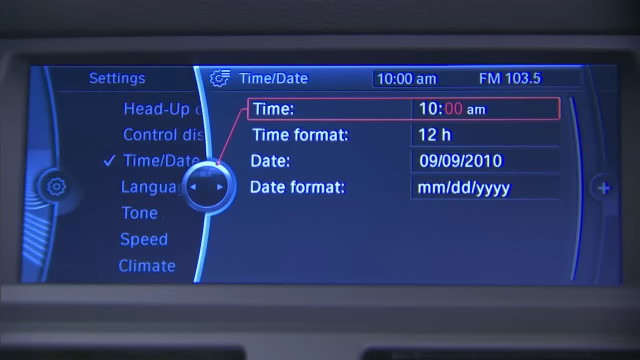 Settings
Time/Date
10:00 am
FM 103.5
Head-Up
Control dis
Time/Date
Langua
Tone
Speed
Climate
Time: 10:00 am
Time format: 12 h
Date: 09/09/2010
Date format: mm/dd/yyyy